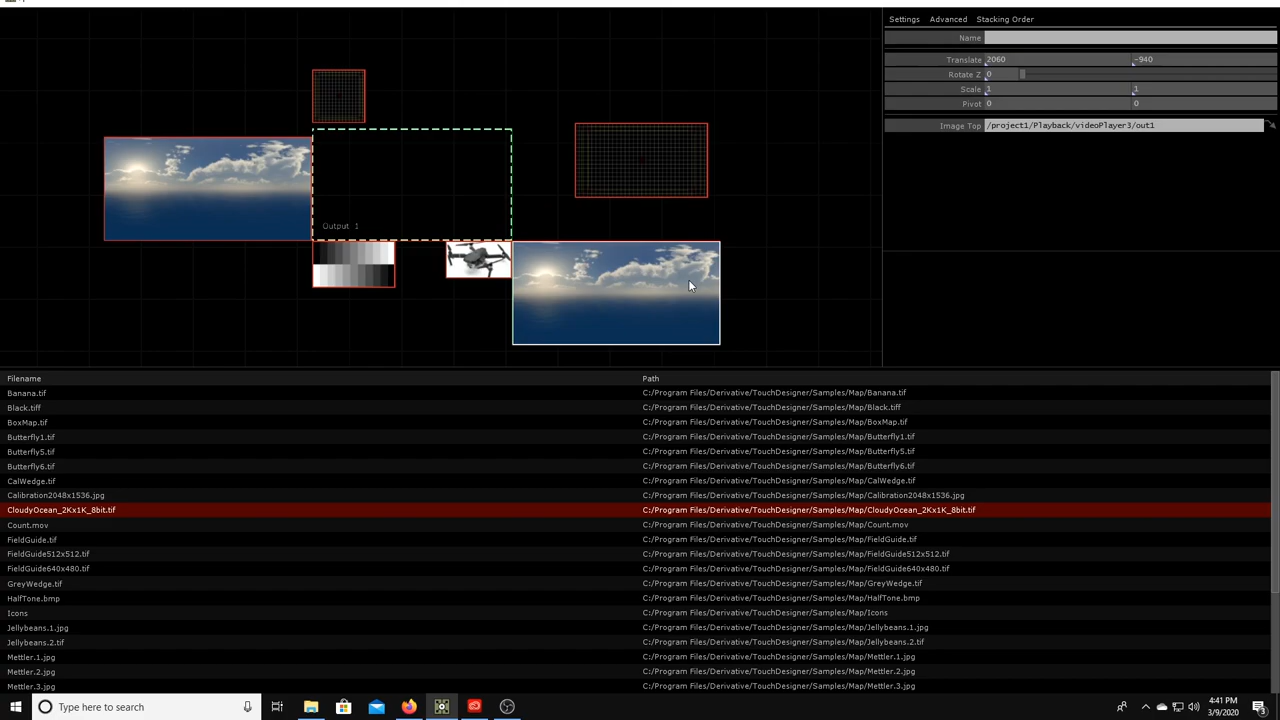 Settings Advanced Stacking Order
Name
Translate 2060 -940
Rotate Z 0
Scale 1 1
Pivot 0 0
Image Top /project1/Playback/videoPlayer3/out1
Output 1
Filename Path
Banana.tif C:/Program Files/Derivative/TouchDesigner/Samples/Map/Banana.tif
Black.tiff C:/Program Files/Derivative/TouchDesigner/Samples/Map/Black.tiff
BoxMap.tif C:/Program Files/Derivative/TouchDesigner/Samples/Map/BoxMap.tif
Butterfly1.tif C:/Program Files/Derivative/TouchDesigner/Samples/Map/Butterfly1.tif
Butterfly5.tif C:/Program Files/Derivative/TouchDesigner/Samples/Map/Butterfly5.tif
Butterfly6.tif C:/Program Files/Derivative/TouchDesigner/Samples/Map/Butterfly6.tif
CalWedge.tif C:/Program Files/Derivative/TouchDesigner/Samples/Map/CalWedge.tif
Calibration2048x1536.jpg C:/Program Files/Derivative/TouchDesigner/Samples/Map/Calibration2048x1536.jpg
CloudyOcean_2Kx1K_8bit.tif C:/Program Files/Derivative/TouchDesigner/Samples/Map/CloudyOcean_2Kx1K_8bit.tif
Count.mov C:/Program Files/Derivative/TouchDesigner/Samples/Map/Count.mov
FieldGuide.tif C:/Program Files/Derivative/TouchDesigner/Samples/Map/FieldGuide.tif
FieldGuide512x512.tif C:/Program Files/Derivative/TouchDesigner/Samples/Map/FieldGuide512x512.tif
FieldGuide640x480.tif C:/Program Files/Derivative/TouchDesigner/Samples/Map/FieldGuide640x480.tif
GreyWedge.tif C:/Program Files/Derivative/TouchDesigner/Samples/Map/GreyWedge.tif
HalfTone.bmp C:/Program Files/Derivative/TouchDesigner/Samples/Map/HalfTone.bmp
Icons C:/Program Files/Derivative/TouchDesigner/Samples/Map/Icons
Jellybeans.1.jpg C:/Program Files/Derivative/TouchDesigner/Samples/Map/Jellybeans.1.jpg
Jellybeans.2.tif C:/Program Files/Derivative/TouchDesigner/Samples/Map/Jellybeans.2.tif
Mettler.1.jpg C:/Program Files/Derivative/TouchDesigner/Samples/Map/Mettler.1.jpg
Mettler.2.jpg C:/Program Files/Derivative/TouchDesigner/Samples/Map/Mettler.2.jpg
Mettler.3.jpg C:/Program Files/Derivative/TouchDesigner/Samples/Map/Mettler.3.jpg
Type here to search
4:41 PM
3/9/2020
3